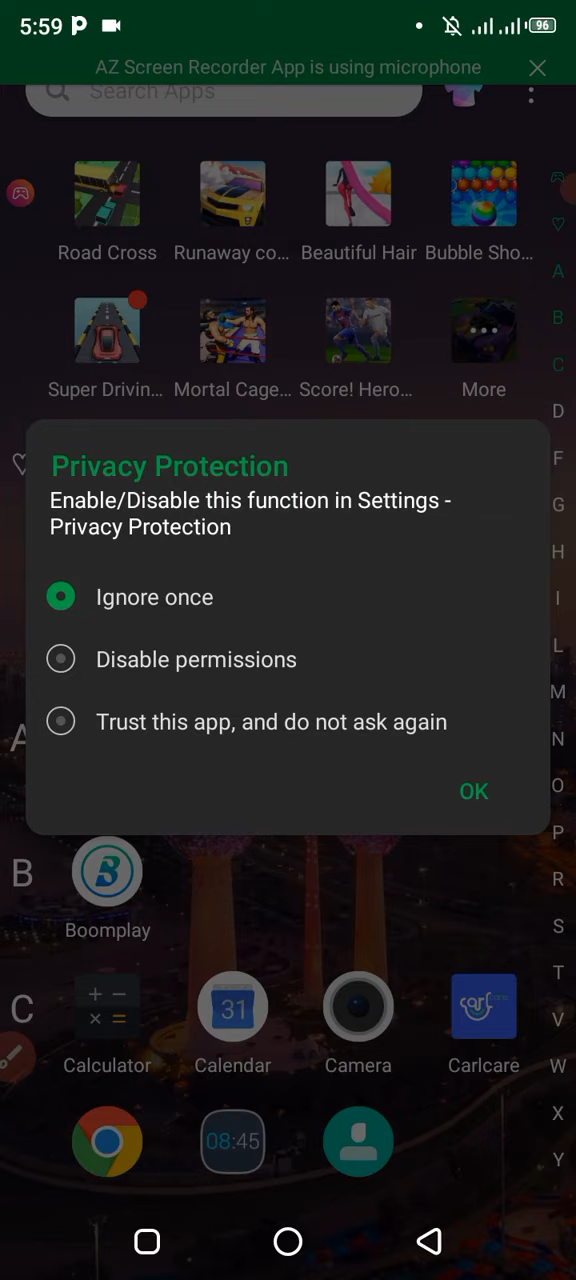 5:59
96
AZ Screen Recorder App is using microphone
Search Apps
Road Cross
Runaway co...
Beautiful Hair
Bubble Sho...
Super Drivin...
Mortal Cage...
Score! Hero...
More
A
B
C
D
F
G
H
I
L
M
N
O
P
R
S
T
V
W
X
Y
Privacy Protection
Enable/Disable this function in Settings -
Privacy Protection
Ignore once
Disable permissions
Trust this app, and do not ask again
OK
A
B
Boomplay
C
31
Calculator
Calendar
Camera
Carlcare
08:45